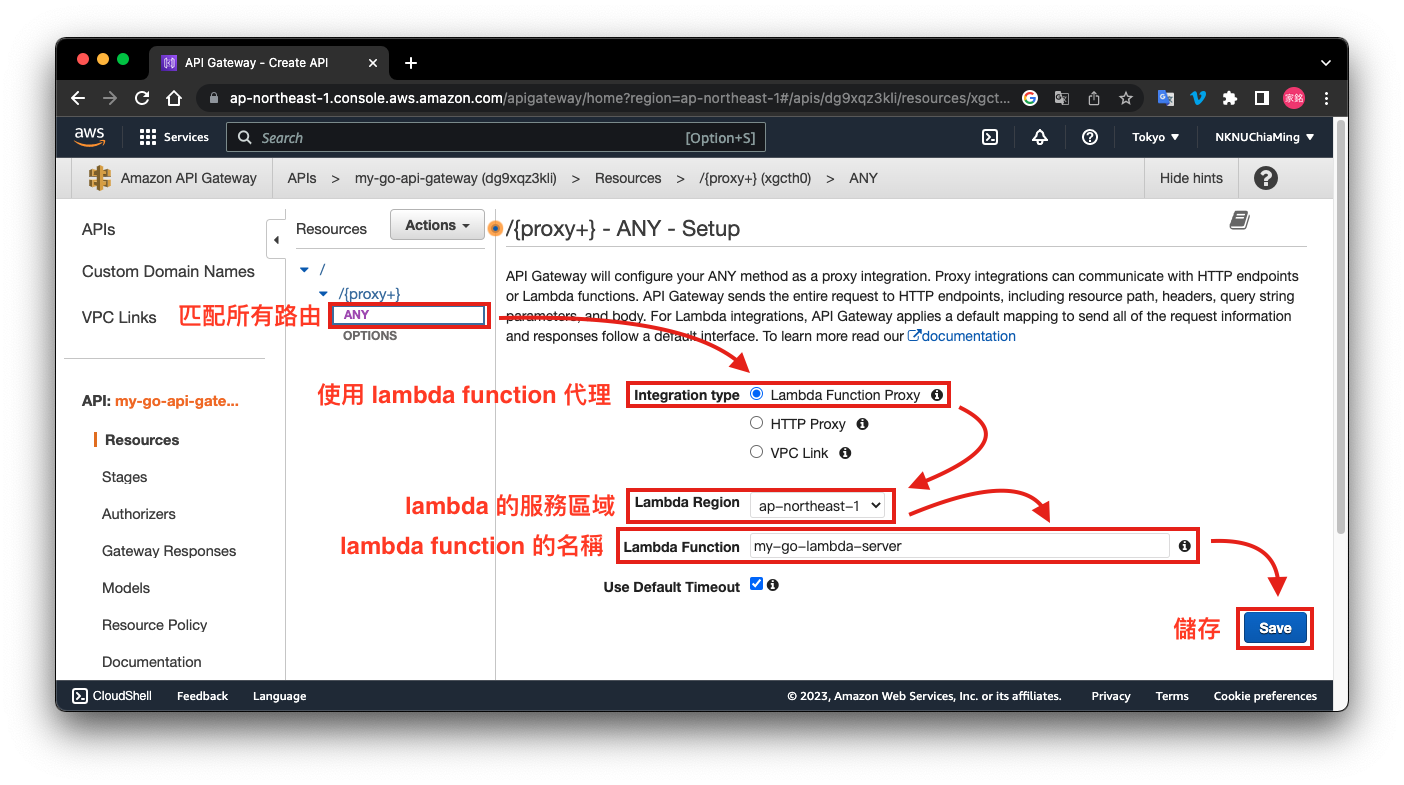 API Gateway - Create API
ap-northeast-1.console.aws.amazon.com/apigateway/home?region=ap-northeast-1#/apis/dg9xqz3kli/resources/xgct...
家銘
aws
Services
Search
[Option+S]
Tokyo
NKNUChiaMing
Amazon API Gateway
APIs > my-go-api-gateway (dg9xqz3kli) > Resources > /{proxy+} (xgcth0) > ANY
Hide hints
APIs
Custom Domain Names
VPC Links
API: my-go-api-gate...
Resources
Stages
Authorizers
Gateway Responses
Models
Resource Policy
Documentation
Resources
Actions
/
/{proxy+}
匹配所有路由
ANY
OPTIONS
/{proxy+} - ANY - Setup
API Gateway will configure your ANY method as a proxy integration. Proxy integrations can communicate with HTTP endpoints
or Lambda functions. API Gateway sends the entire request to HTTP endpoints, including resource path, headers, query string
parameters, and body. For Lambda integrations, API Gateway applies a default mapping to send all of the request information
and responses follow a default interface. To learn more read our documentation
使用 lambda function 代理
Integration type
Lambda Function Proxy
HTTP Proxy
VPC Link
lambda 的服務區域
Lambda Region
ap-northeast-1
lambda function 的名稱
Lambda Function
my-go-lambda-server
Use Default Timeout
儲存
Save
CloudShell
Feedback
Language
© 2023, Amazon Web Services, Inc. or its affiliates.
Privacy
Terms
Cookie preferences